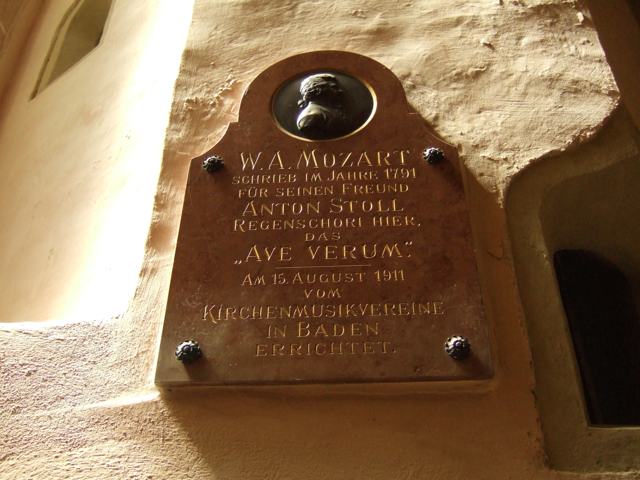 W. A. MOZART
SCHRIEB IM JAHRE 1791
FÜR SEINEN FREUND
ANTON STOLL
REGENSCHORI HIER,
DAS
„AVE VERUM".
AM 15. AUGUST 1911
VOM
KIRCHENMUSIKVEREINE
IN BADEN
ERRICHTET.